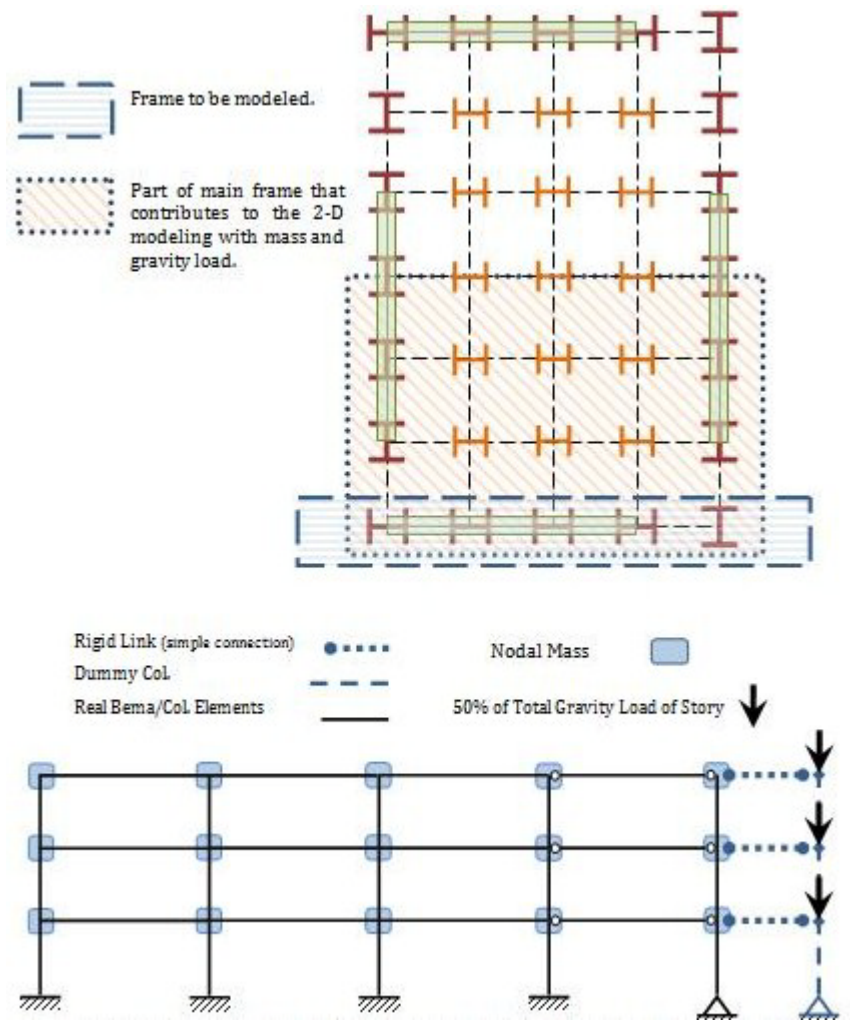 Frame to be modeled.
Part of main frame that
contributes to the 2-D
modeling with mass and
gravity load.
Rigid Link (simple connection)
Nodal Mass
Dummy Col.
Real Bema/Col. Elements
50% of Total Gravity Load of Story